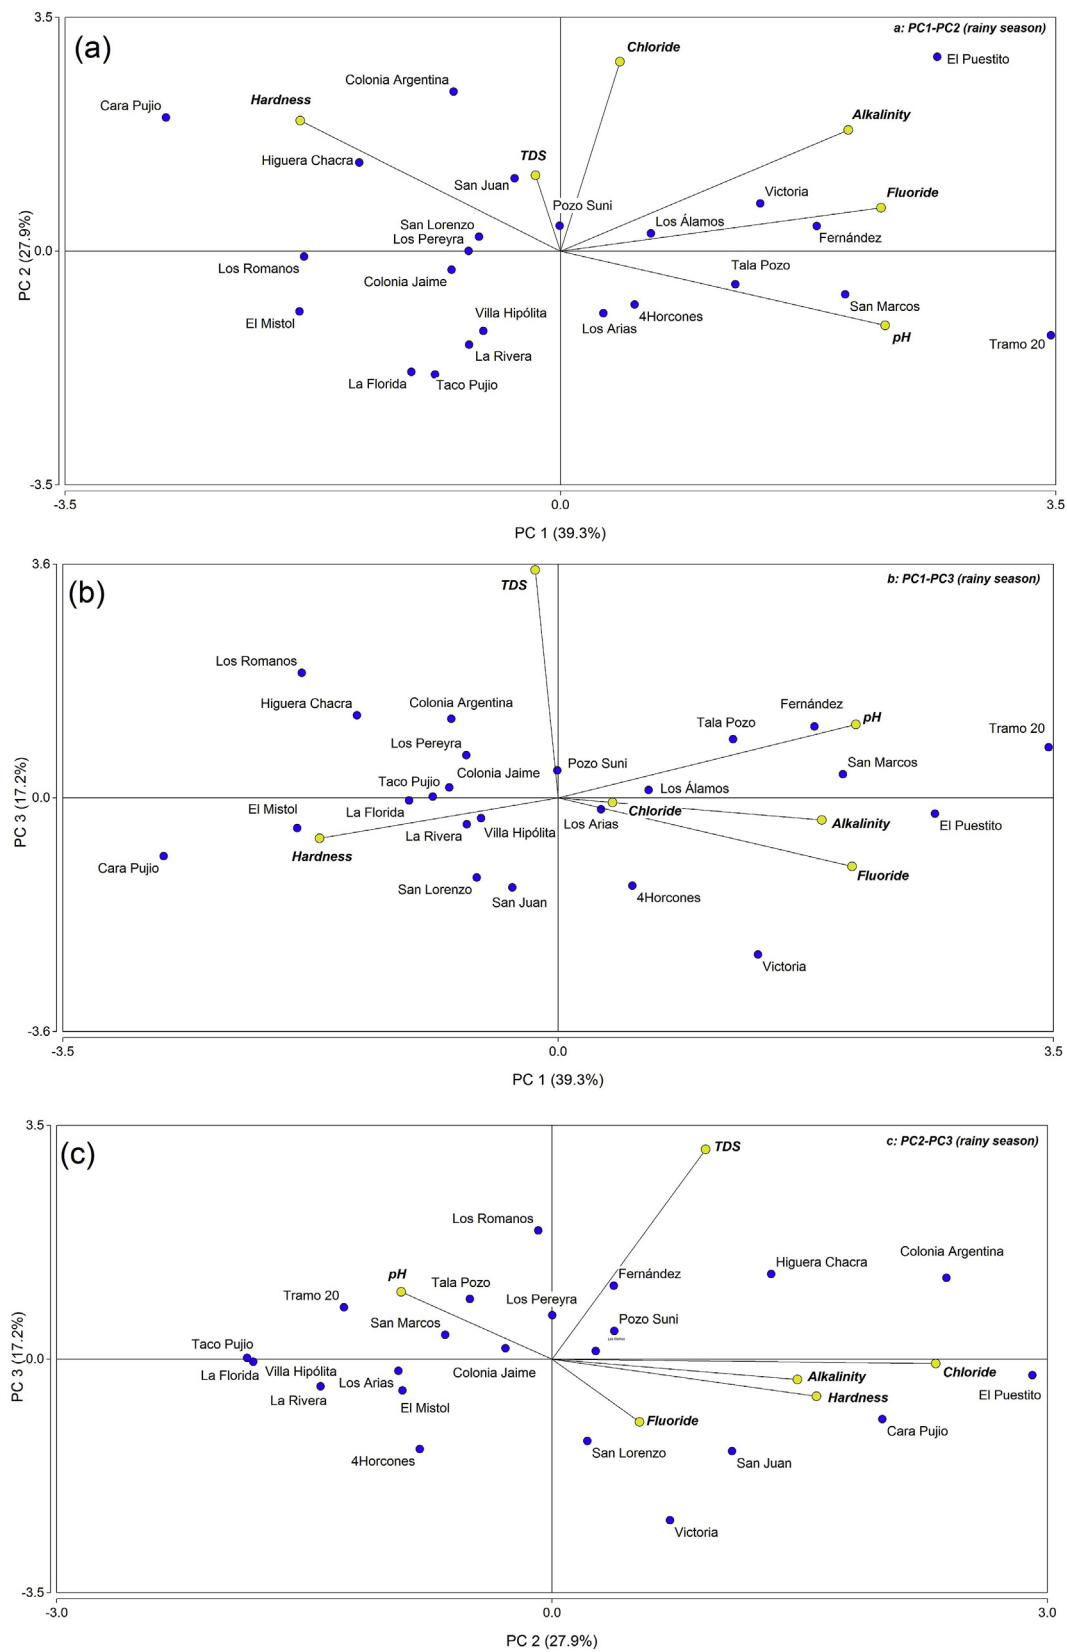 3.5
(a)
a: PC1-PC2 (rainy season)
Chloride
El Puestito
Colonia Argentina
Hardness
Cara Pujio
Alkalinity
TDS
Higuera Chacra
San Juan
Victoria
Fluoride
Pozo Suni
San Lorenzo
Los Álamos
Los Pereyra
Fernández
PC 2 (27.9%)
0.0
Los Romanos
Colonia Jaime
Tala Pozo
San Marcos
El Mistol
Villa Hipólita
4Horcones
Los Arias
pH
Tramo 20
La Rivera
La Florida
Taco Pujio
-3.5
-3.5
0.0
3.5
PC 1 (39.3%)
3.6
(b)
b: PC1-PC3 (rainy season)
TDS
Los Romanos
Higuera Chacra
Colonia Argentina
Fernández
pH
Tala Pozo
Tramo 20
Los Pereyra
Pozo Suni
San Marcos
Colonia Jaime
Taco Pujio
Los Álamos
PC 3 (17.2%)
0.0
El Mistol
La Florida
Chloride
Los Arias
Alkalinity
El Puestito
La Rivera
Villa Hipólita
Hardness
Cara Pujio
Fluoride
San Lorenzo
San Juan
4Horcones
Victoria
-3.6
-3.5
0.0
3.5
PC 1 (39.3%)
3.5
(c)
c: PC2-PC3 (rainy season)
TDS
Los Romanos
Colonia Argentina
Higuera Chacra
pH
Fernández
Tala Pozo
Tramo 20
Los Pereyra
San Marcos
Pozo Suni
Taco Pujio
PC 3 (17.2%)
0.0
La Florida
Villa Hipólita
Colonia Jaime
Chloride
Alkalinity
Los Arias
La Rivera
El Mistol
Hardness
El Puestito
Fluoride
Cara Pujio
San Lorenzo
4Horcones
San Juan
Victoria
-3.5
-3.0
0.0
3.0
PC 2 (27.9%)